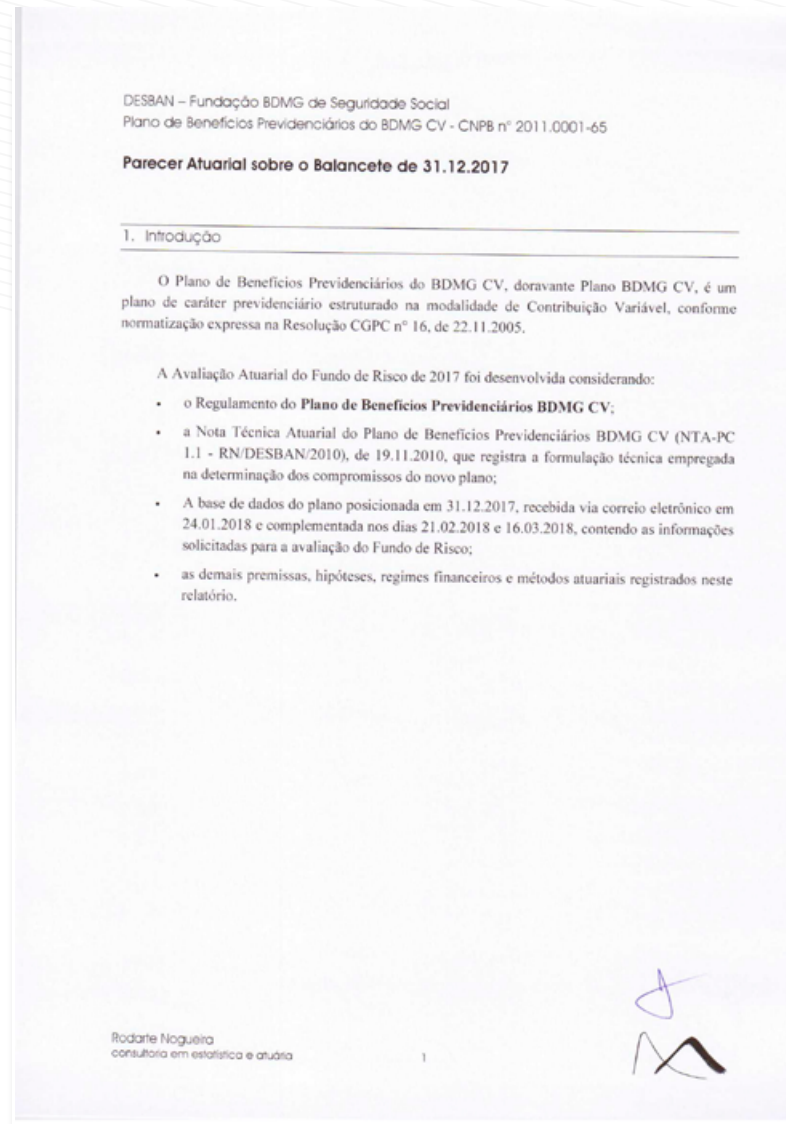 DESBAN – Fundação BDMG de Seguridade Social
Plano de Benefícios Previdenciários do BDMG CV - CNPB nº 2011.0001-65
Parecer Atuarial sobre o Balancete de 31.12.2017
1. Introdução
O Plano de Benefícios Previdenciários do BDMG CV, doravante Plano BDMG CV, é um
plano de caráter previdenciário estruturado na modalidade de Contribuição Variável, conforme
normatização expressa na Resolução CGPC nº 16, de 22.11.2005.
A Avaliação Atuarial do Fundo de Risco de 2017 foi desenvolvida considerando:
• o Regulamento do Plano de Benefícios Previdenciários BDMG CV;
• a Nota Técnica Atuarial do Plano de Benefícios Previdenciários BDMG CV (NTA-PC
1.1 - RN/DESBAN/2010), de 19.11.2010, que registra a formulação técnica empregada
na determinação dos compromissos do novo plano;
• A base de dados do plano posicionada em 31.12.2017, recebida via correio eletrônico em
24.01.2018 e complementada nos dias 21.02.2018 e 16.03.2018, contendo as informações
solicitadas para a avaliação do Fundo de Risco;
• as demais premissas, hipóteses, regimes financeiros e métodos atuariais registrados neste
relatório.
Rodarte Nogueira
consultoria em estatística e atuária
1